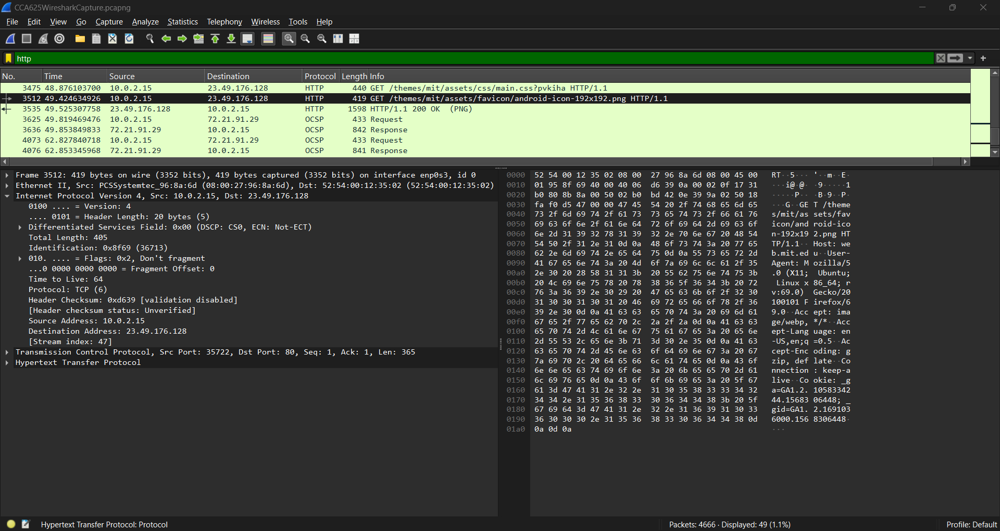 CCA625WiresharkCapture.pcapng
File Edit View Go Capture Analyze Statistics Telephony Wireless Tools Help
http
No. Time Source Destination Protocol Length Info
3475 48.876103700 10.0.2.15 23.49.176.128 HTTP 440 GET /themes/mit/assets/css/main.css?pvkiha HTTP/1.1
3512 49.424634926 10.0.2.15 23.49.176.128 HTTP 419 GET /themes/mit/assets/favicon/android-icon-192x192.png HTTP/1.1
3535 49.525307758 23.49.176.128 10.0.2.15 HTTP 1598 HTTP/1.1 200 OK (PNG)
3625 49.819469476 10.0.2.15 72.21.91.29 OCSP 433 Request
3636 49.853849833 72.21.91.29 10.0.2.15 OCSP 842 Response
4073 62.827840718 10.0.2.15 72.21.91.29 OCSP 433 Request
4076 62.853345968 72.21.91.29 10.0.2.15 OCSP 841 Response
Frame 3512: 419 bytes on wire (3352 bits), 419 bytes captured (3352 bits) on interface enp0s3, id 0
Ethernet II, Src: PCSSystemtec_96:8a:6d (08:00:27:96:8a:6d), Dst: 52:54:00:12:35:02 (52:54:00:12:35:02)
Internet Protocol Version 4, Src: 10.0.2.15, Dst: 23.49.176.128
0100 .... = Version: 4
.... 0101 = Header Length: 20 bytes (5)
Differentiated Services Field: 0x00 (DSCP: CS0, ECN: Not-ECT)
Total Length: 405
Identification: 0x8f69 (36713)
010. .... = Flags: 0x2, Don't fragment
...0 0000 0000 0000 = Fragment Offset: 0
Time to Live: 64
Protocol: TCP (6)
Header Checksum: 0xd639 [validation disabled]
[Header checksum status: Unverified]
Source Address: 10.0.2.15
Destination Address: 23.49.176.128
[Stream index: 47]
Transmission Control Protocol, Src Port: 35722, Dst Port: 80, Seq: 1, Ack: 1, Len: 365
Hypertext Transfer Protocol
0000 52 54 00 12 35 02 08 00 27 96 8a 6d 08 00 45 00 RT··5··· '··m··E·
0010 01 95 8f 69 40 00 40 06 d6 39 0a 00 02 0f 17 31 ···i@·@· ·9·····1
0020 b0 80 8b 8a 00 50 02 b0 bd 42 0e 39 9a 02 50 18 ·····P·· ·B·9··P·
0030 fa f0 d5 47 00 00 47 45 54 20 2f 74 68 65 6d 65 ···G··GE T /theme
0040 73 2f 6d 69 74 2f 61 73 73 65 74 73 2f 66 61 76 s/mit/as sets/fav
0050 69 63 6f 6e 2f 61 6e 64 72 6f 69 64 2d 69 63 6f icon/and roid-ico
0060 6e 2d 31 39 32 78 31 39 32 2e 70 6e 67 20 48 54 n-192x19 2.png HT
0070 54 50 2f 31 2e 31 0d 0a 48 6f 73 74 3a 20 77 65 TP/1.1·· Host: we
0080 62 2e 6d 69 74 2e 65 64 75 0d 0a 55 73 65 72 2d b.mit.ed u··User-
0090 41 67 65 6e 74 3a 20 4d 6f 7a 69 6c 6c 61 2f 35 Agent: M ozilla/5
00a0 2e 30 20 28 58 31 31 3b 20 55 62 75 6e 74 75 3b .0 (X11; Ubuntu;
00b0 20 4c 69 6e 75 78 20 78 38 36 5f 36 34 3b 20 72 Linux x 86_64; r
00c0 76 3a 36 39 2e 30 29 20 47 65 63 6b 6f 2f 32 30 v:69.0) Gecko/20
00d0 31 30 30 31 30 31 20 46 69 72 65 66 6f 78 2f 36 100101 F irefox/6
00e0 39 2e 30 0d 0a 41 63 63 65 70 74 3a 20 69 6d 61 9.0··Acc ept: ima
00f0 67 65 2f 77 65 62 70 2c 2a 2f 2a 0d 0a 41 63 63 ge/webp, */*··Acc
0100 65 70 74 2d 4c 61 6e 67 75 61 67 65 3a 20 65 6e ept-Lang uage: en
0110 2d 55 53 2c 65 6e 3b 71 3d 30 2e 35 0d 0a 41 63 -US,en;q =0.5··Ac
0120 63 65 70 74 2d 45 6e 63 6f 64 69 6e 67 3a 20 67 cept-Enc oding: g
0130 7a 69 70 2c 20 64 65 66 6c 61 74 65 0d 0a 43 6f zip, def late··Co
0140 6e 6e 65 63 74 69 6f 6e 3a 20 6b 65 65 70 2d 61 nnection : keep-a
0150 6c 69 76 65 0d 0a 43 6f 6f 6b 69 65 3a 20 5f 67 live··Co okie: _g
0160 61 3d 47 41 31 2e 32 2e 31 30 35 38 33 33 34 32 a=GA1.2. 10583342
0170 34 34 2e 31 35 36 38 33 30 36 34 34 38 3b 20 5f 44.15683 06448; _
0180 67 69 64 3d 47 41 31 2e 32 2e 31 36 39 31 30 33 gid=GA1. 2.169103
0190 36 30 30 30 2e 31 35 36 38 33 30 36 34 34 38 0d 6000.156 8306448·
01a0 0a 0d 0a ···
Hypertext Transfer Protocol: Protocol
Packets: 4666 · Displayed: 49 (1.1%)
Profile: Default